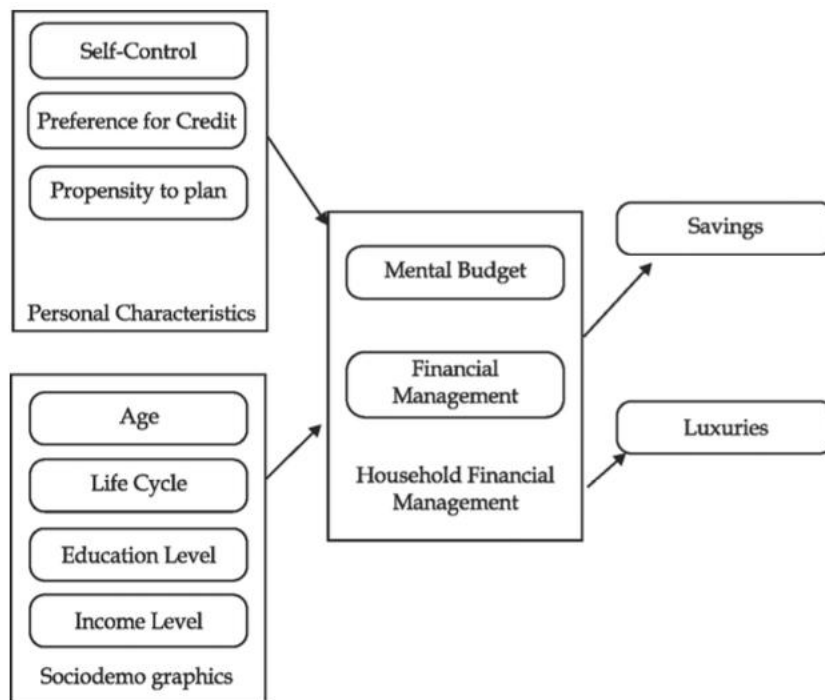 Self-Control
Preference for Credit
Propensity to plan
Personal Characteristics
Age
Life Cycle
Education Level
Income Level
Sociodemo graphics
Mental Budget
Financial
Management
Household Financial
Management
Savings
Luxuries